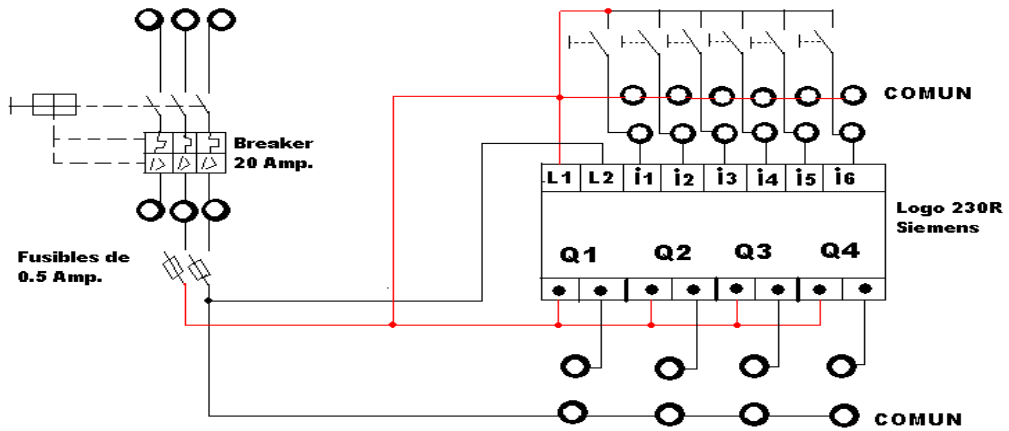 COMUN
Breaker
20 Amp.
L1 L2 i1 i2 i3 i4 i5 i6
Logo 230R
Siemens
Fusibles de
0.5 Amp.
Q1 Q2 Q3 Q4
COMUN